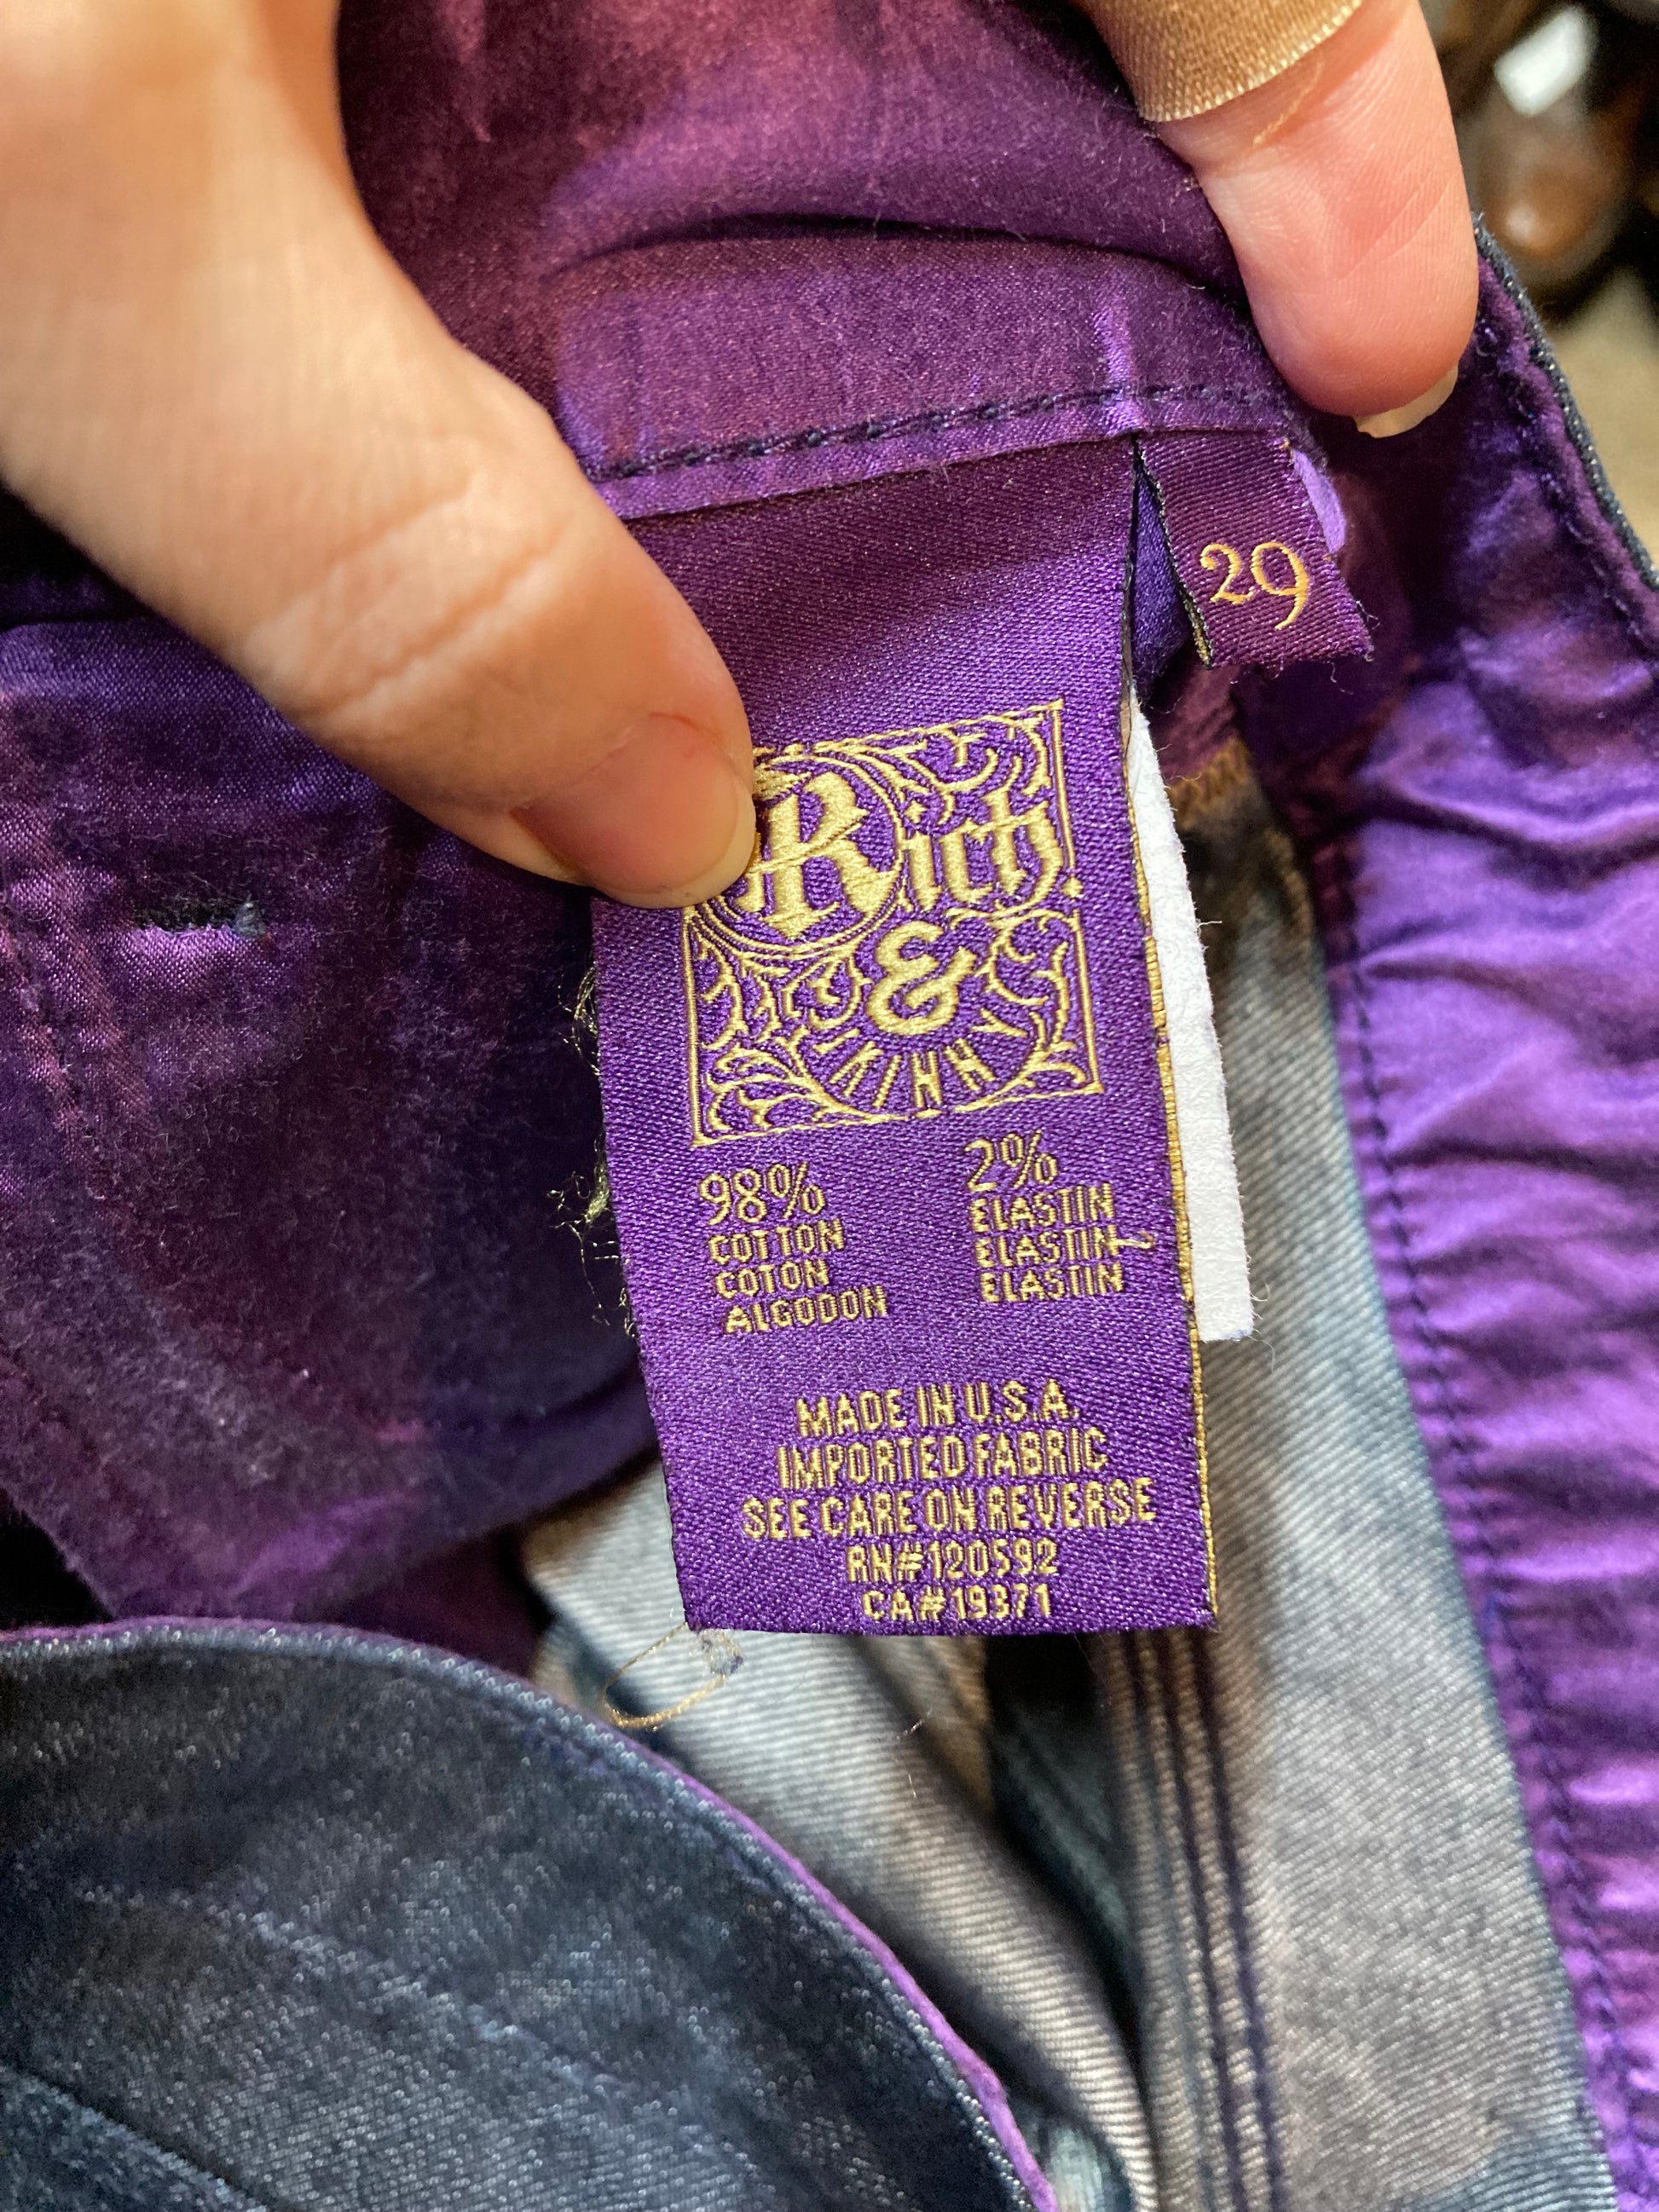 29
Rich
&
SKINNY
98%
COTTON
COTON
ALGODON
2%
ELASTIN
ELASTIN
ELASTIN
MADE IN U.S.A.
IMPORTED FABRIC
SEE CARE ON REVERSE
RN#120592
CA#19371